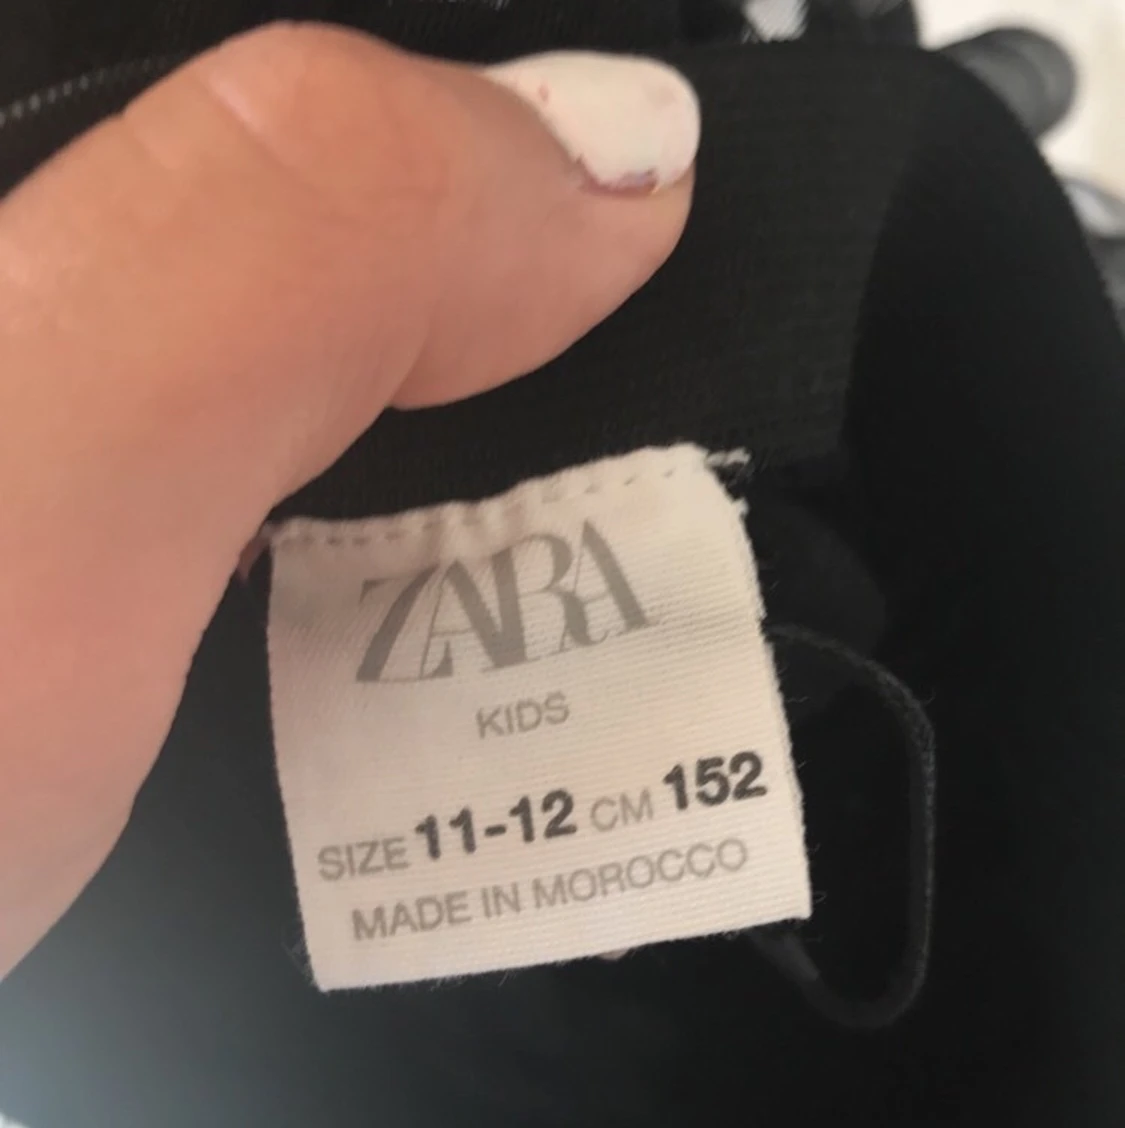 ZARA
KIDS
SIZE 11-12 CM 152
MADE IN MOROCCO